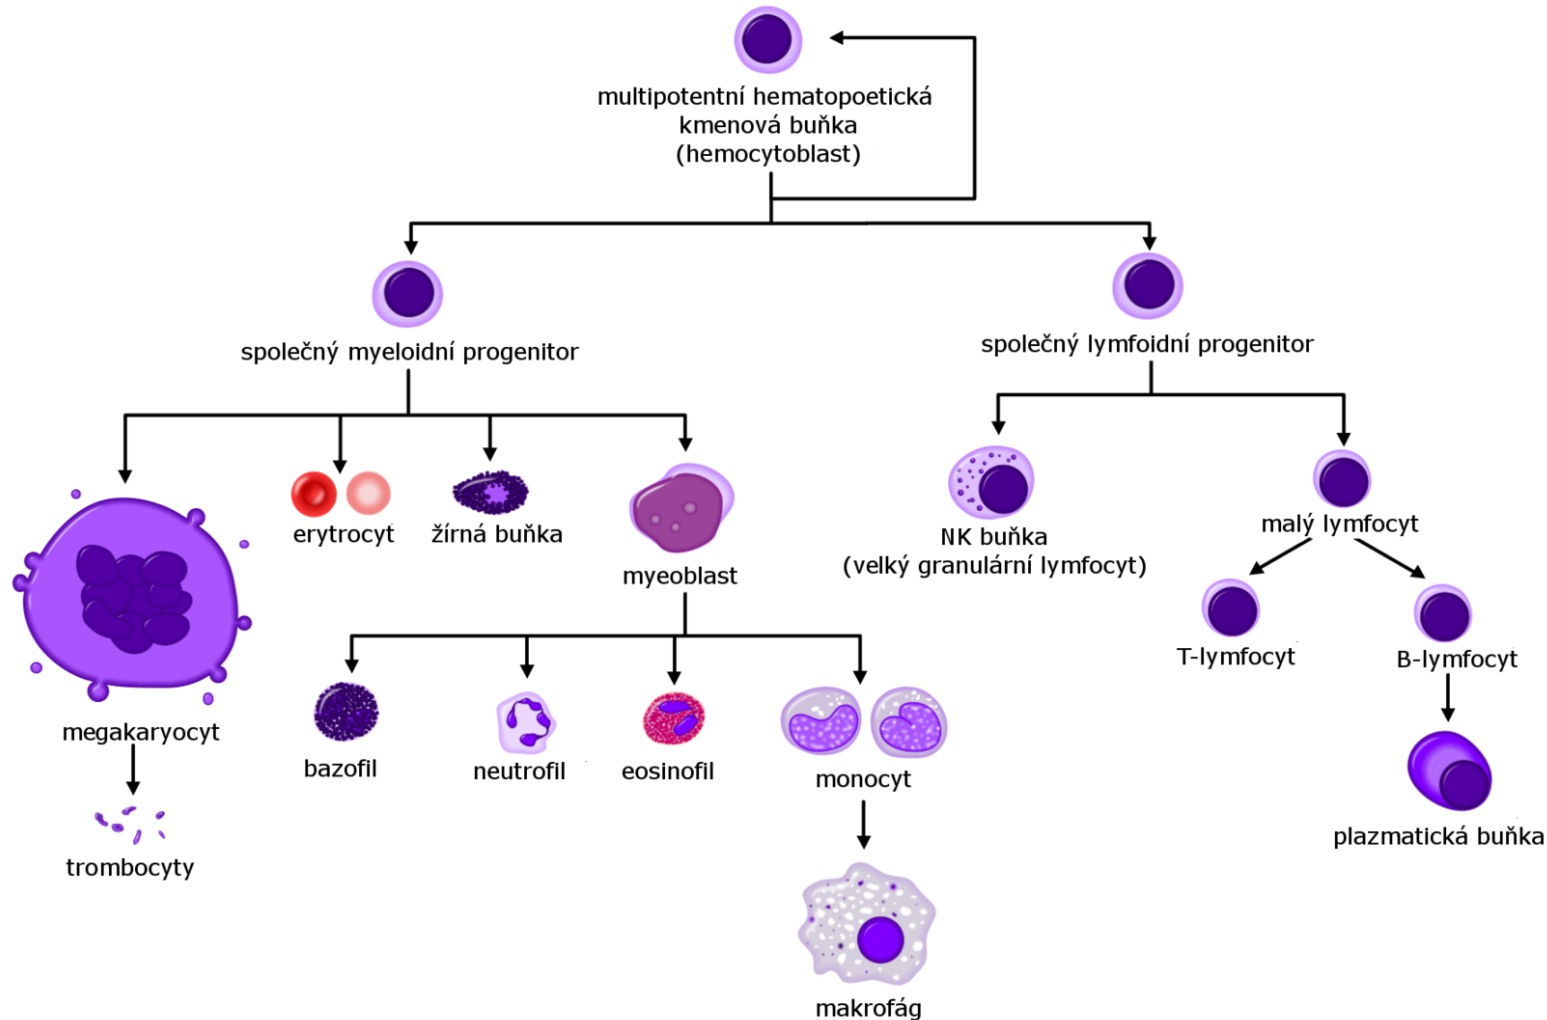 multipotentní hematopoetická
kmenová buňka
(hemocytoblast)
společný myeloidní progenitor
společný lymfoidní progenitor
erytrocyt
žírná buňka
myeoblast
NK buňka
(velký granulární lymfocyt)
malý lymfocyt
T-lymfocyt
B-lymfocyt
megakaryocyt
bazofil
neutrofil
eosinofil
monocyt
plazmatická buňka
trombocyty
makrofág